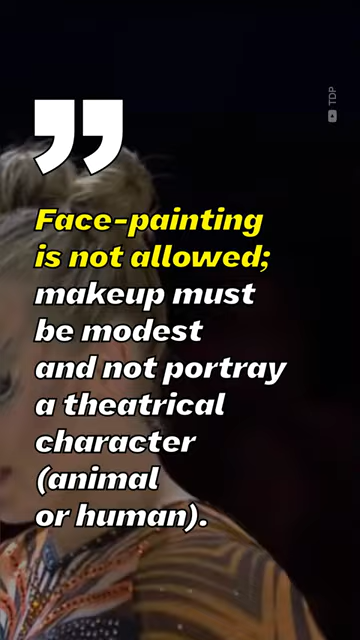 ”
Face-painting
is not allowed;
makeup must
be modest
and not portray
a theatrical
character
(animal
or human).
TDP